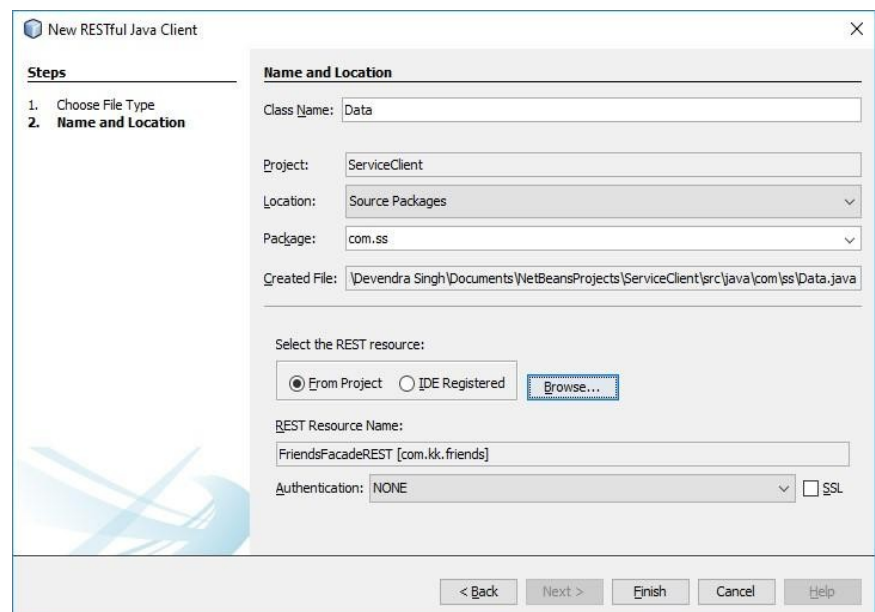 New RESTful Java Client
Steps
1. Choose File Type
2. Name and Location
Name and Location
Class Name: Data
Project: ServiceClient
Location: Source Packages
Package: com.ss
Created File: \Devendra Singh\Documents\NetBeansProjects\ServiceClient\src\java\com\ss\Data.java
Select the REST resource:
From Project IDE Registered Browse...
REST Resource Name:
FriendsFacadeREST [com.kk.friends]
Authentication: NONE SSL
< Back Next > Finish Cancel Help